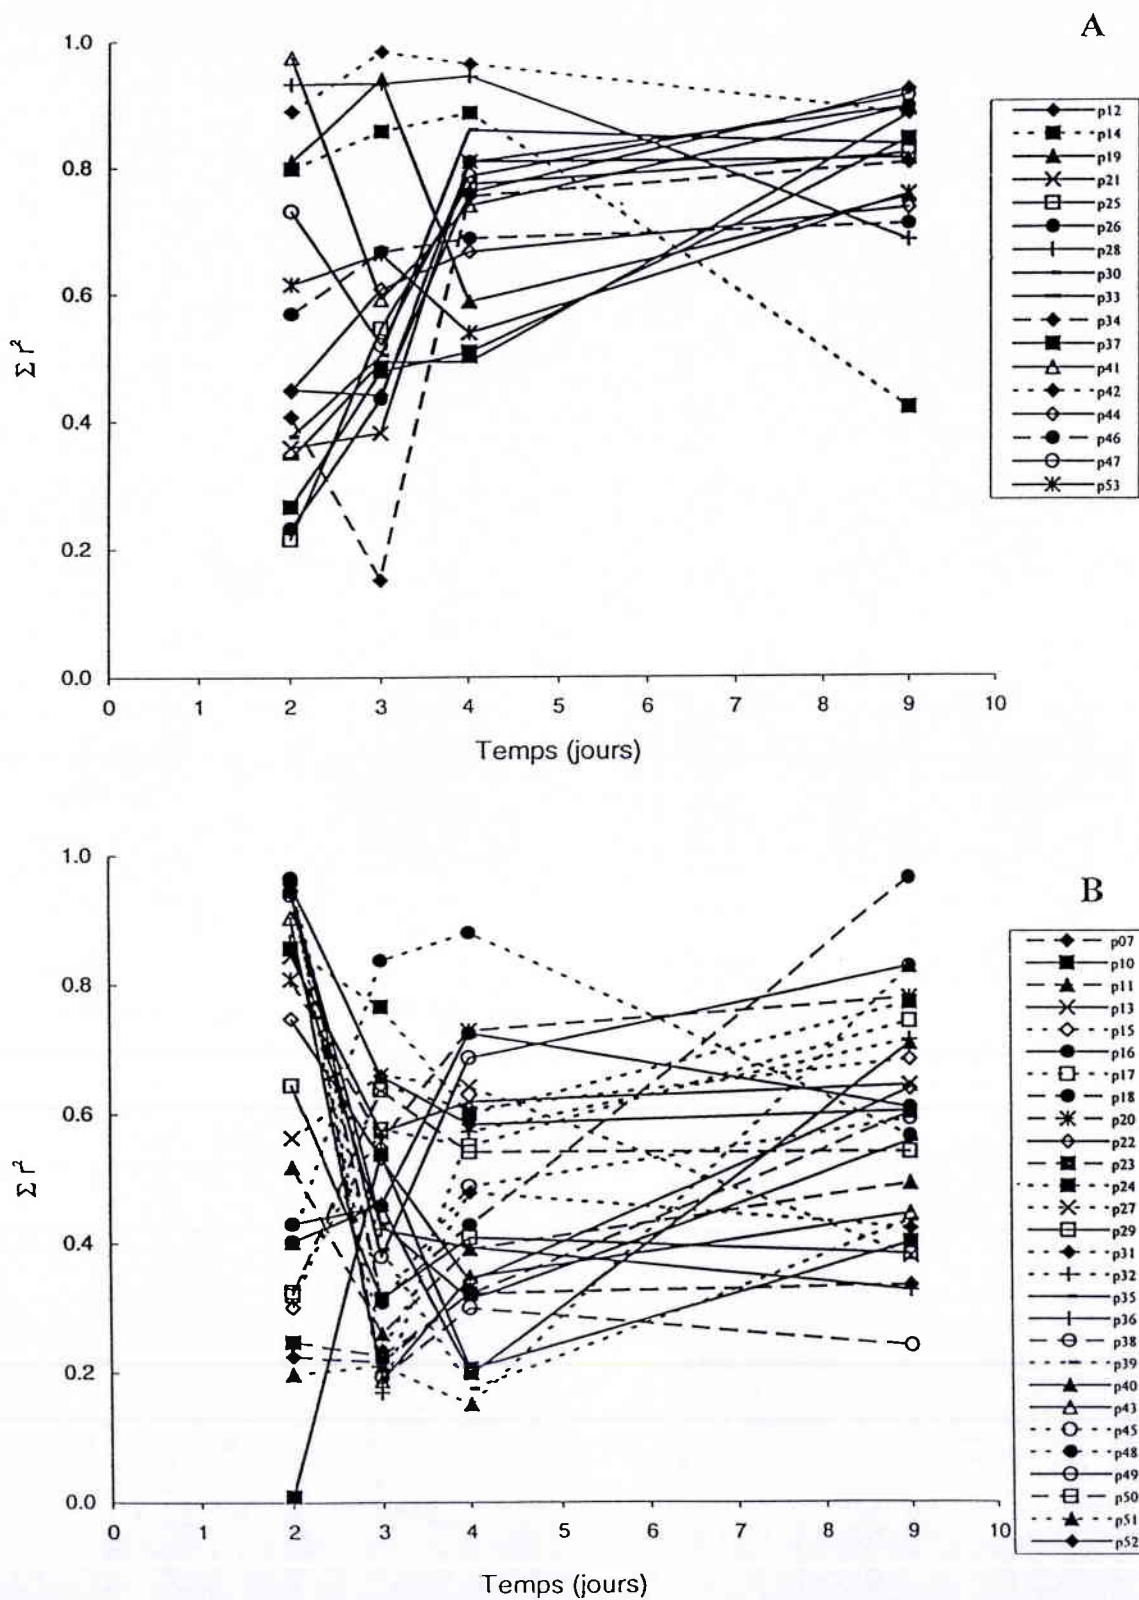 A
1.0
0.8
0.6
0.4
0.2
0.0
Σ r²
0 1 2 3 4 5 6 7 8 9 10
Temps (jours)
p12
p14
p19
p21
p25
p26
p28
p30
p33
p34
p37
p41
p42
p44
p46
p47
p53
B
1.0
0.8
0.6
0.4
0.2
0.0
Σ r²
0 1 2 3 4 5 6 7 8 9 10
Temps (jours)
p07
p10
p11
p13
p15
p16
p17
p18
p20
p22
p23
p24
p27
p29
p31
p32
p35
p36
p38
p39
p40
p43
p45
p48
p49
p50
p51
p52